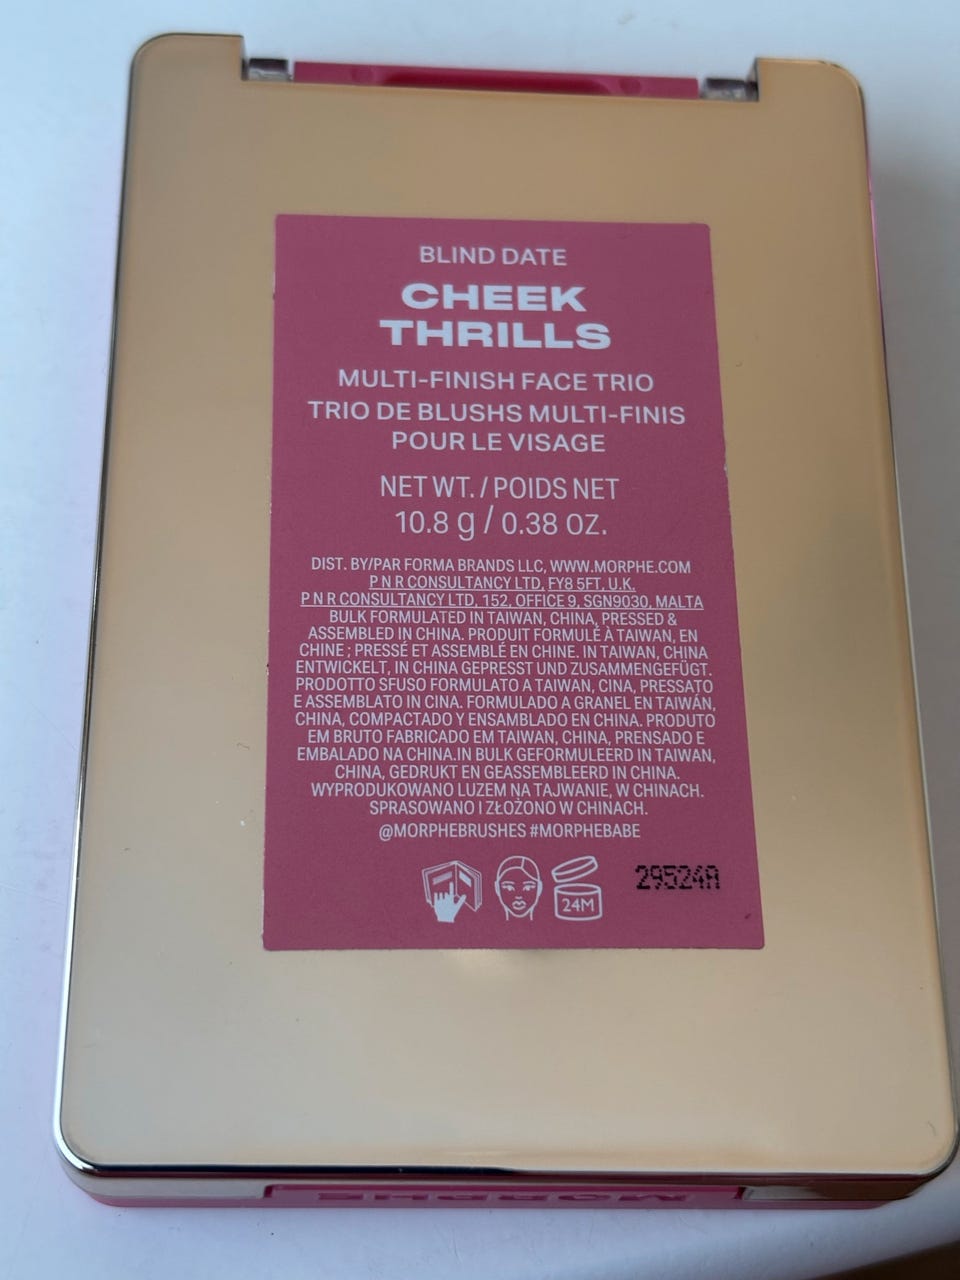 BLIND DATE
CHEEK
THRILLS
MULTI-FINISH FACE TRIO
TRIO DE BLUSHS MULTI-FINIS
POUR LE VISAGE
NET WT. / POIDS NET
10.8 g / 0.38 OZ.
DIST. BY/PAR FORMA BRANDS LLC, WWW.MORPHE.COM
P N R CONSULTANCY LTD, FY8 5FT, U.K.
P N R CONSULTANCY LTD, 152, OFFICE 9, SGN9030, MALTA
BULK FORMULATED IN TAIWAN, CHINA, PRESSED &
ASSEMBLED IN CHINA. PRODUIT FORMULÉ À TAIWAN, EN
CHINE ; PRESSÉ ET ASSEMBLÉ EN CHINE. IN TAIWAN, CHINA
ENTWICKELT, IN CHINA GEPRESST UND ZUSAMMENGEFÜGT.
PRODOTTO SFUSO FORMULATO A TAIWAN, CINA, PRESSATO
E ASSEMBLATO IN CINA. FORMULADO A GRANEL EN TAIWÁN,
CHINA, COMPACTADO Y ENSAMBLADO EN CHINA. PRODUTO
EM BRUTO FABRICADO EM TAIWAN, CHINA, PRENSADO E
EMBALADO NA CHINA.IN BULK GEFORMULEERD IN TAIWAN,
CHINA, GEDRUKT EN GEASSEMBLEERD IN CHINA.
WYPRODUKOWANO LUZEM NA TAJWANIE, W CHINACH.
SPRASOWANO I ZŁOŻONO W CHINACH.
@MORPHEBRUSHES #MORPHEBABE
24M
29524A
MORPHE